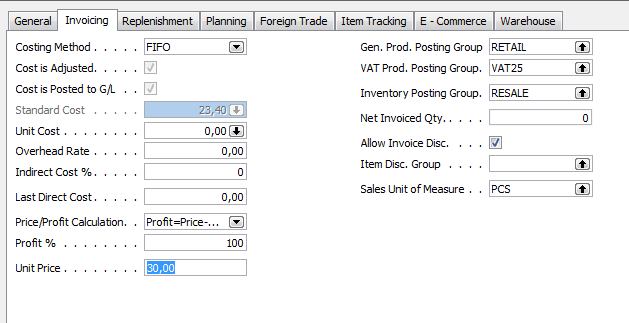 General Invoicing Replenishment Planning Foreign Trade Item Tracking E - Commerce Warehouse
Costing Method . . . . . FIFO
Cost is Adjusted. . . . .
Cost is Posted to G/L . .
Standard Cost . . . . . . 23,40
Unit Cost . . . . . . . . 0,00
Overhead Rate . . . . . 0,00
Indirect Cost % . . . . . 0
Last Direct Cost . . . . . 0,00
Price/Profit Calculation. . Profit=Price-...
Profit % . . . . . . . . 100
Unit Price . . . . . . . 30,00
Gen. Prod. Posting Group RETAIL
VAT Prod. Posting Group. VAT25
Inventory Posting Group. RESALE
Net Invoiced Qty. . . . . 0
Allow Invoice Disc. . . . .
Item Disc. Group . . . .
Sales Unit of Measure . . PCS